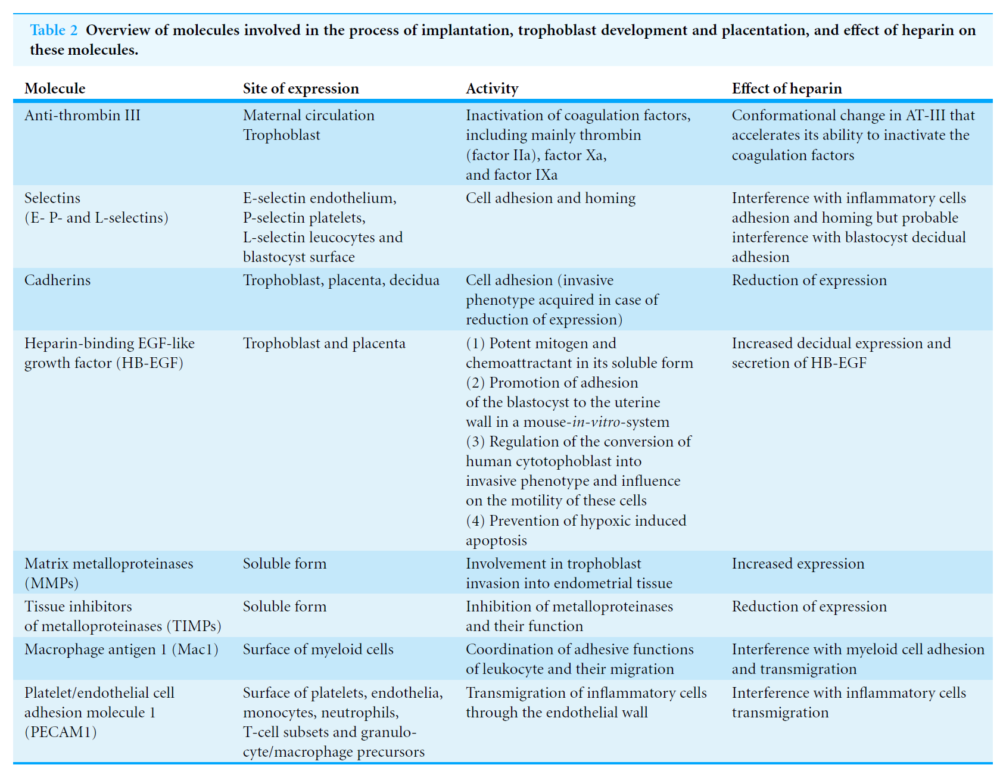 Table 2 Overview of molecules involved in the process of implantation, trophoblast development and placentation, and effect of heparin on
these molecules.
Molecule
Site of expression
Activity
Effect of heparin
Anti-thrombin III
Maternal circulation
Trophoblast
Inactivation of coagulation factors,
including mainly thrombin
(factor IIa), factor Xa,
and factor IXa
Conformational change in AT-III that
accelerates its ability to inactivate the
coagulation factors
Selectins
(E- P- and L-selectins)
E-selectin endothelium,
P-selectin platelets,
L-selectin leucocytes and
blastocyst surface
Cell adhesion and homing
Interference with inflammatory cells
adhesion and homing but probable
interference with blastocyst decidual
adhesion
Cadherins
Trophoblast, placenta, decidua
Cell adhesion (invasive
phenotype acquired in case of
reduction of expression)
Reduction of expression
Heparin-binding EGF-like
growth factor (HB-EGF)
Trophoblast and placenta
(1) Potent mitogen and
chemoattractant in its soluble form
(2) Promotion of adhesion
of the blastocyst to the uterine
wall in a mouse-in-vitro-system
(3) Regulation of the conversion of
human cytotophoblast into
invasive phenotype and influence
on the motility of these cells
(4) Prevention of hypoxic induced
apoptosis
Increased decidual expression and
secretion of HB-EGF
Matrix metalloproteinases
(MMPs)
Soluble form
Involvement in trophoblast
invasion into endometrial tissue
Increased expression
Tissue inhibitors
of metalloproteinases (TIMPs)
Soluble form
Inhibition of metalloproteinases
and their function
Reduction of expression
Macrophage antigen 1 (Mac1)
Surface of myeloid cells
Coordination of adhesive functions
of leukocyte and their migration
Interference with myeloid cell adhesion
and transmigration
Platelet/endothelial cell
adhesion molecule 1
(PECAM1)
Surface of platelets, endothelia,
monocytes, neutrophils,
T-cell subsets and granulo-
cyte/macrophage precursors
Transmigration of inflammatory cells
through the endothelial wall
Interference with inflammatory cells
transmigration